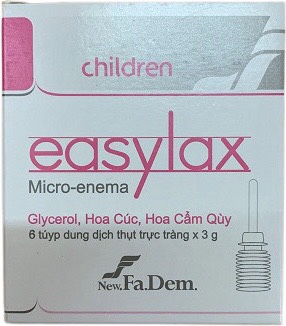 children
easylax
Micro-enema
Glycerol, Hoa Cúc, Hoa Cẩm Qùy
6 túyp dung dịch thụt trực tràng x 3 g
New.Fa.Dem.